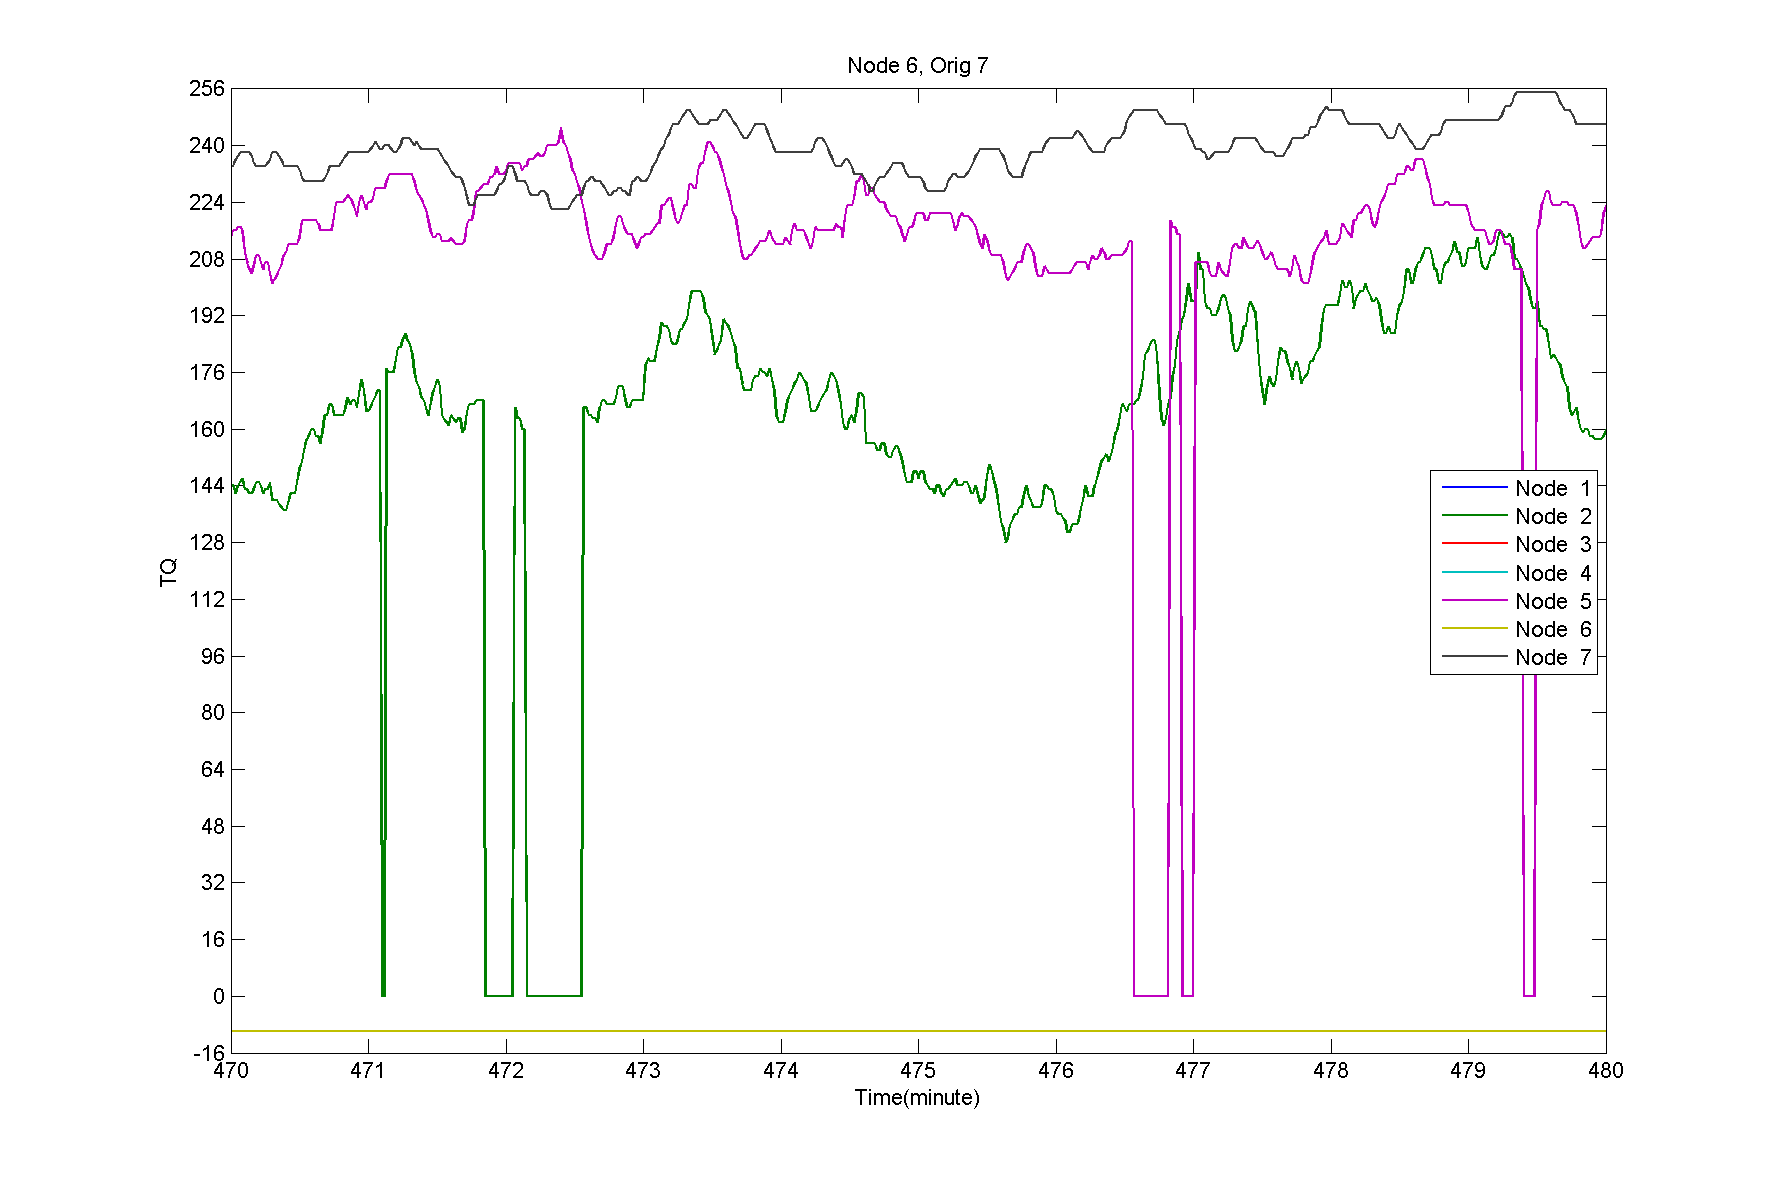 Node 6, Orig 7
256
240
224
208
192
176
160
144
128
112
96
80
64
48
32
16
0
-16
TQ
Node 1
Node 2
Node 3
Node 4
Node 5
Node 6
Node 7
470 471 472 473 474 475 476 477 478 479 480
Time(minute)